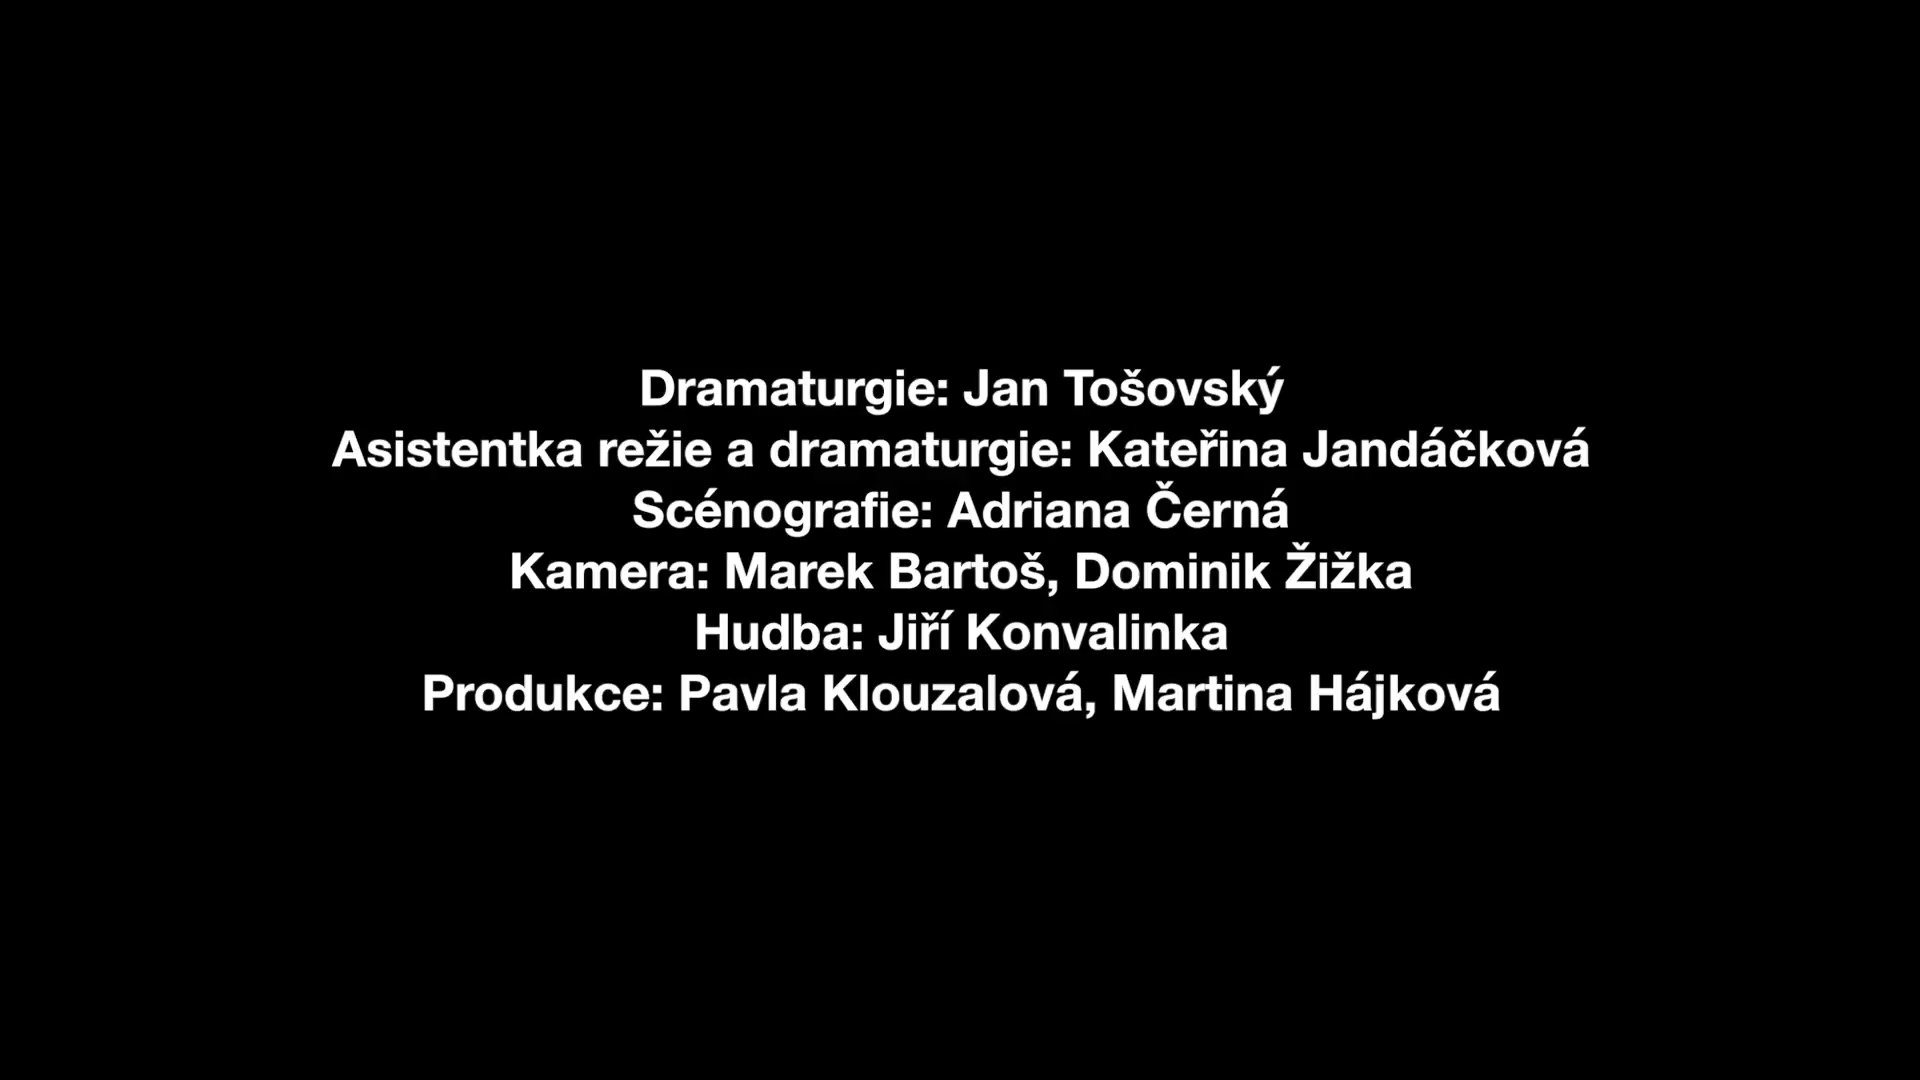 Dramaturgie: Jan Tošovský
Asistentka režie a dramaturgie: Kateřina Jandáčková
Scénografie: Adriana Černá
Kamera: Marek Bartoš, Dominik Žižka
Hudba: Jiří Konvalinka
Produkce: Pavla Klouzalová, Martina Hájková